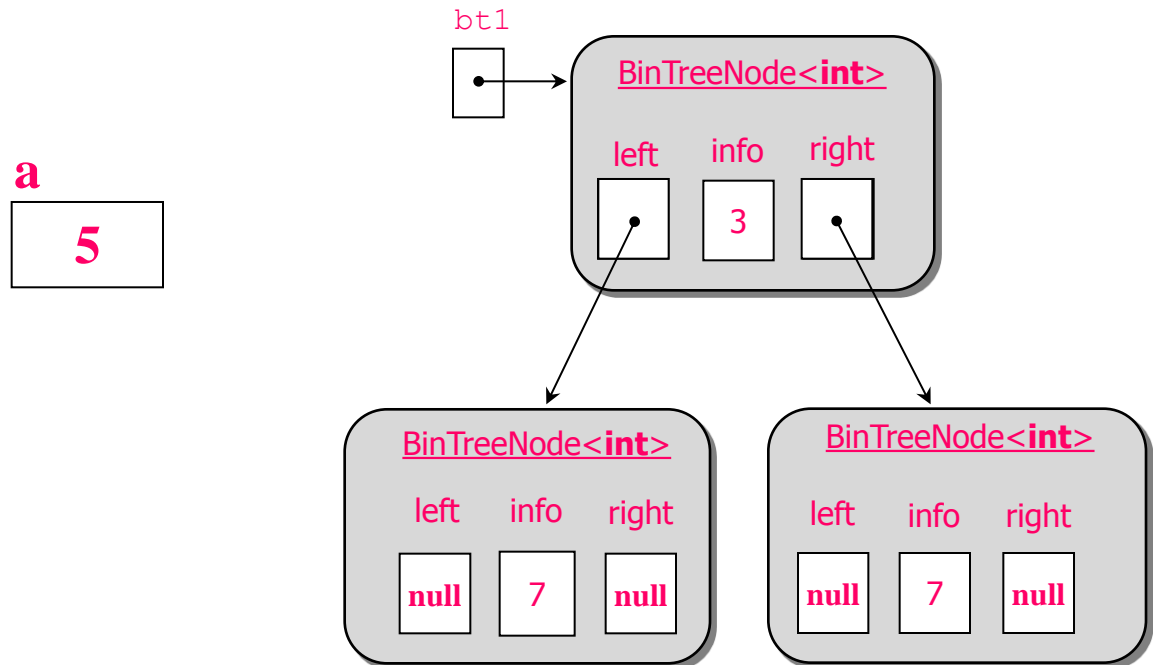 bt1
BinTreeNode<int>
left info right
3
a
5
BinTreeNode<int>
left info right
null 7 null
BinTreeNode<int>
left info right
null 7 null